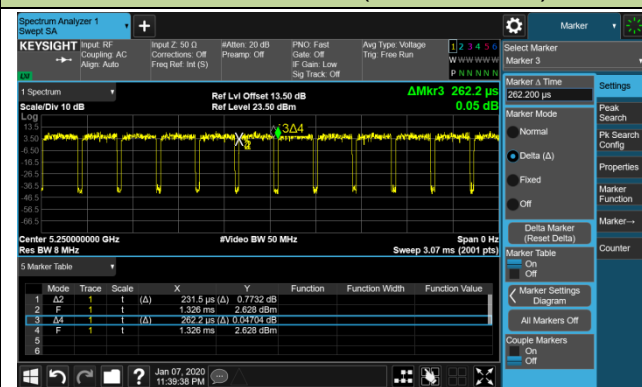 Spectrum Analyzer 1
Swept SA
+
Marker
KEYSIGHT Input: RF Input Z: 50 Ω #Atten: 20 dB PNO: Fast Avg Type: Voltage 1 2 3 4 5 6
Coupling: AC Corrections: Off Preamp: Off Gate: Off Trig: Free Run W W W W W W
Align: Auto Freq Ref: Int (S) IF Gain: Low P N N N N N
Sig Track: Off
Select Marker
Marker 3
1 Spectrum
Scale/Div 10 dB
Ref Lvl Offset 13.50 dB
Ref Level 23.50 dBm
ΔMkr3 262.2 µs
0.05 dB
Log
13.5
3.50
-6.50
-16.5
-26.5
-36.5
-46.5
-56.5
-66.5
3Δ4
Center 5.250000000 GHz #Video BW 50 MHz Span 0 Hz
Res BW 8 MHz Sweep 3.07 ms (2001 pts)
5 Marker Table
Mode Trace Scale X Y Function Function Width Function Value
1 Δ2 1 t (Δ) 231.5 µs (Δ) 0.7732 dB
2 F 1 t 1.326 ms 2.628 dBm
3 Δ4 1 t (Δ) 262.2 µs (Δ) 0.04704 dB
4 F 1 t 1.326 ms 2.628 dBm
5
6
Marker Δ Time
262.200 µs
Marker Mode
Normal
Delta (Δ)
Fixed
Off
Delta Marker
(Reset Delta)
Marker Table
On
Off
Marker Settings
Diagram
All Markers Off
Couple Markers
On
Off
Settings
Peak
Search
Pk Search
Config
Properties
Marker
Function
Marker→
Counter
? Jan 07, 2020
11:39:38 PM